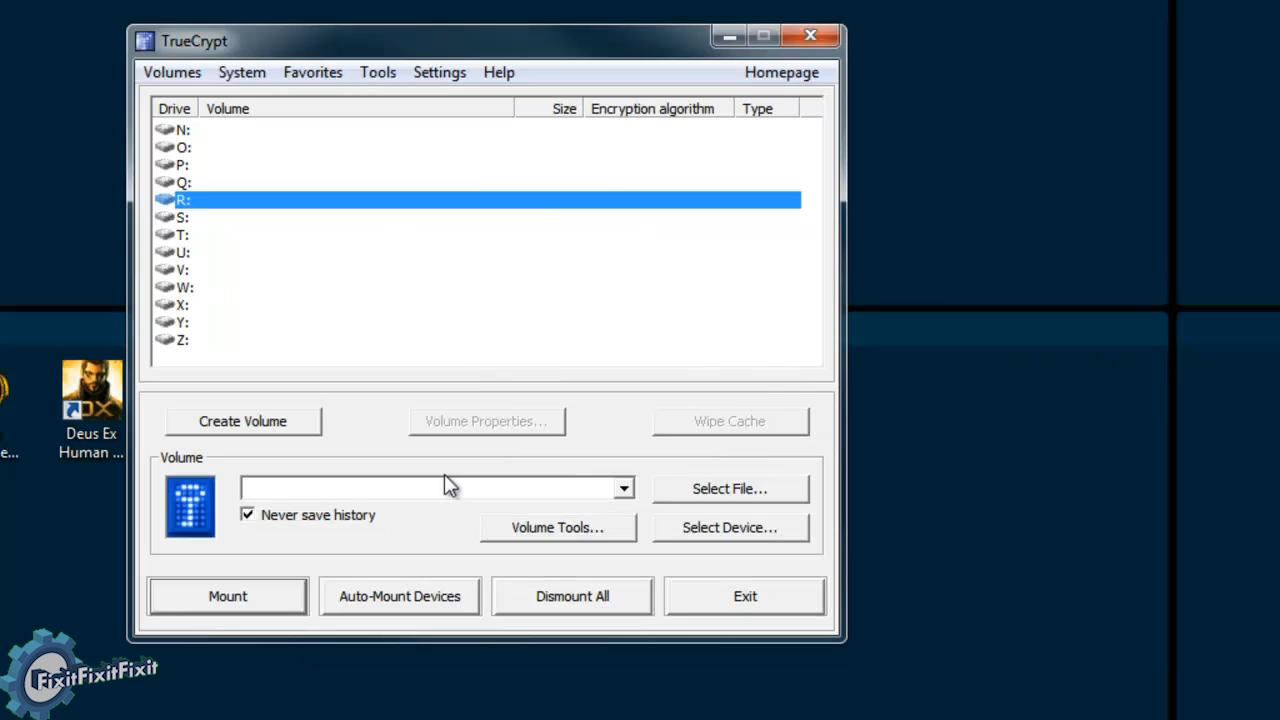 TrueCrypt
Volumes System Favorites Tools Settings Help Homepage
Drive Volume Size Encryption algorithm Type
N:
O:
P:
Q:
R:
S:
T:
U:
V:
W:
X:
Y:
Z:
Create Volume Volume Properties... Wipe Cache
Volume
Select File...
Never save history
Volume Tools... Select Device...
Mount Auto-Mount Devices Dismount All Exit
DX
Deus Ex
Human ...
e...
FixitFixitFixit